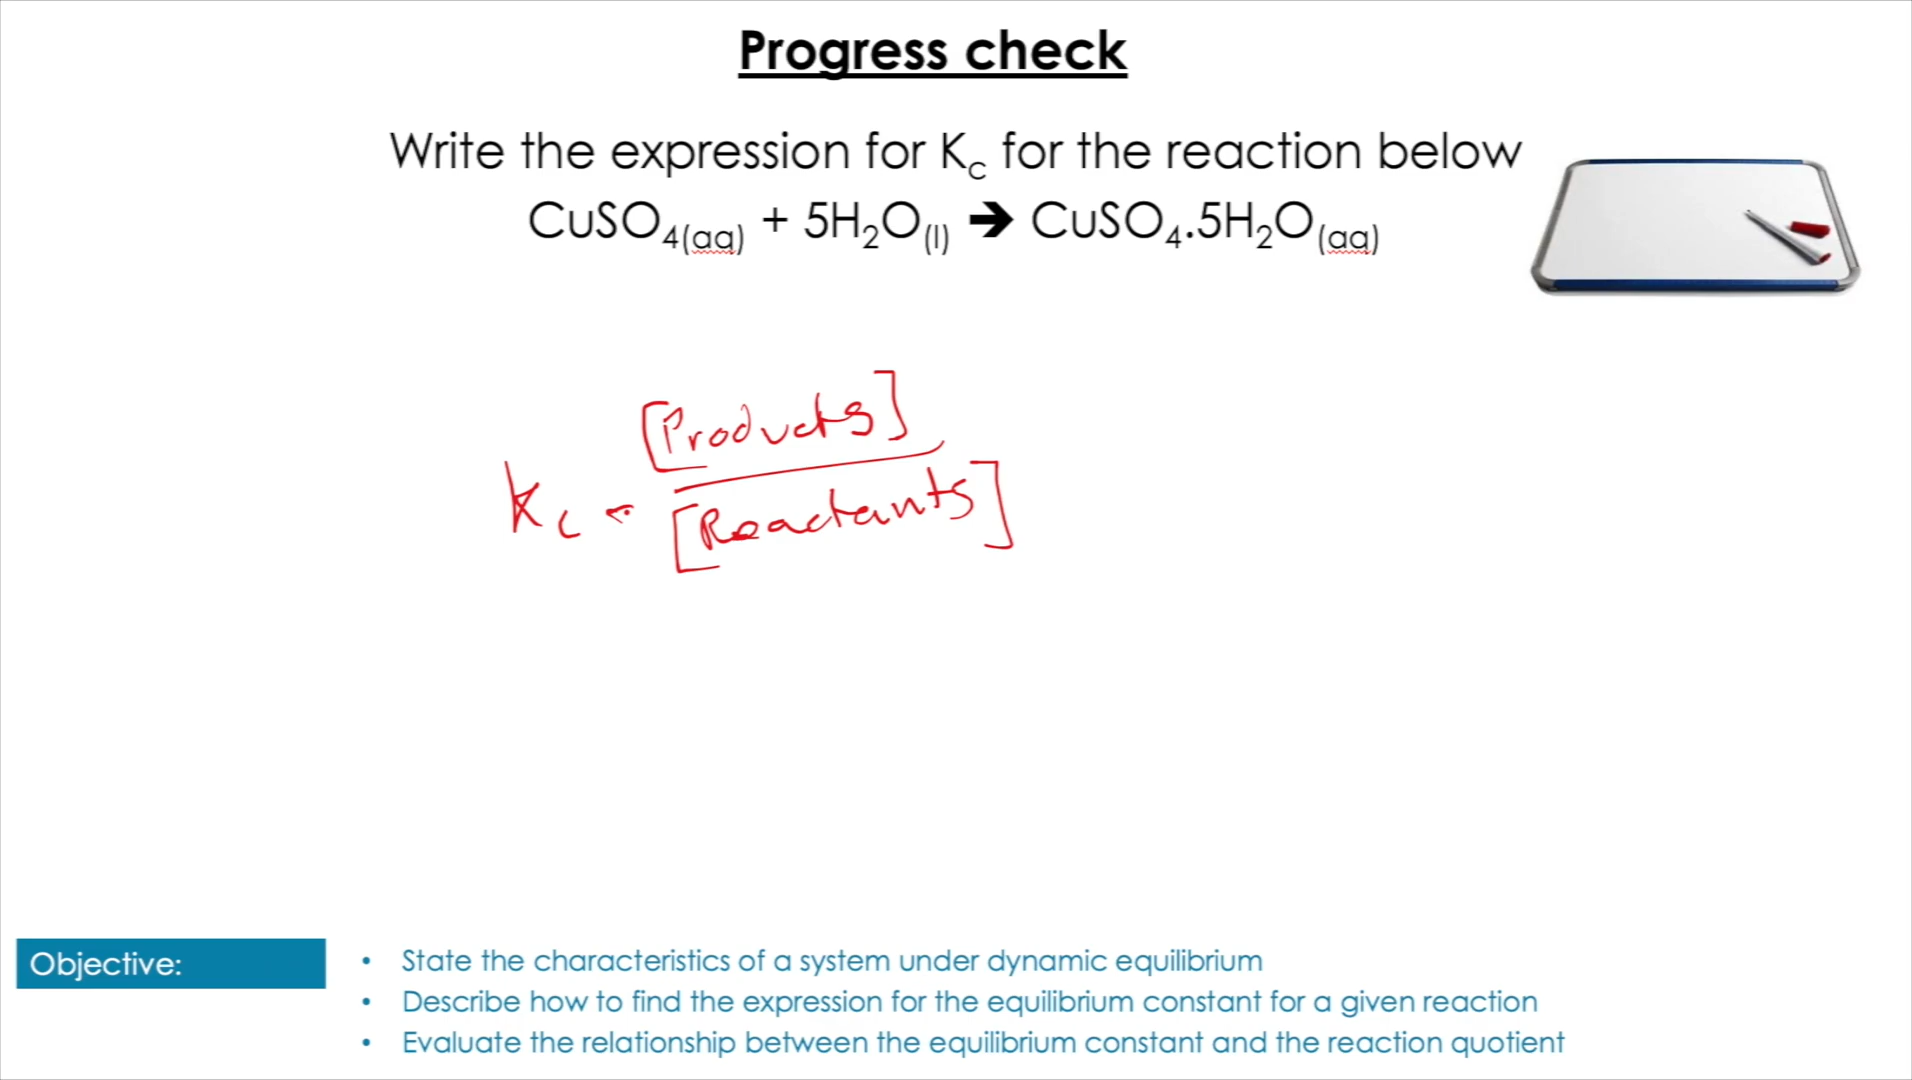 Progress check
Write the expression for Kc for the reaction below
CuSO4(aq) + 5H2O(l) ➔ CuSO4.5H2O(aq)
[Products]
Kc =
[Reactants]
Objective:
• State the characteristics of a system under dynamic equilibrium
• Describe how to find the expression for the equilibrium constant for a given reaction
• Evaluate the relationship between the equilibrium constant and the reaction quotient